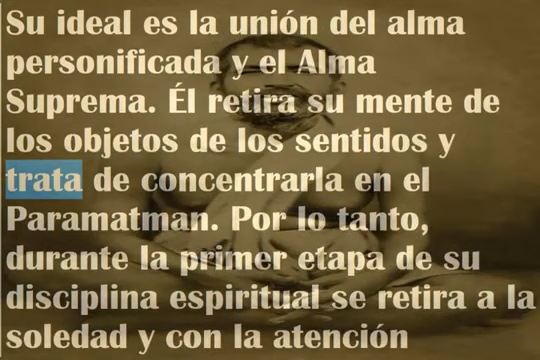 Su ideal es la unión del alma
personificada y el Alma
Suprema. Él retira su mente de
los objetos de los sentidos y
trata de concentrarla en el
Paramatman. Por lo tanto,
durante la primer etapa de su
disciplina espiritual se retira a la
soledad y con la atención